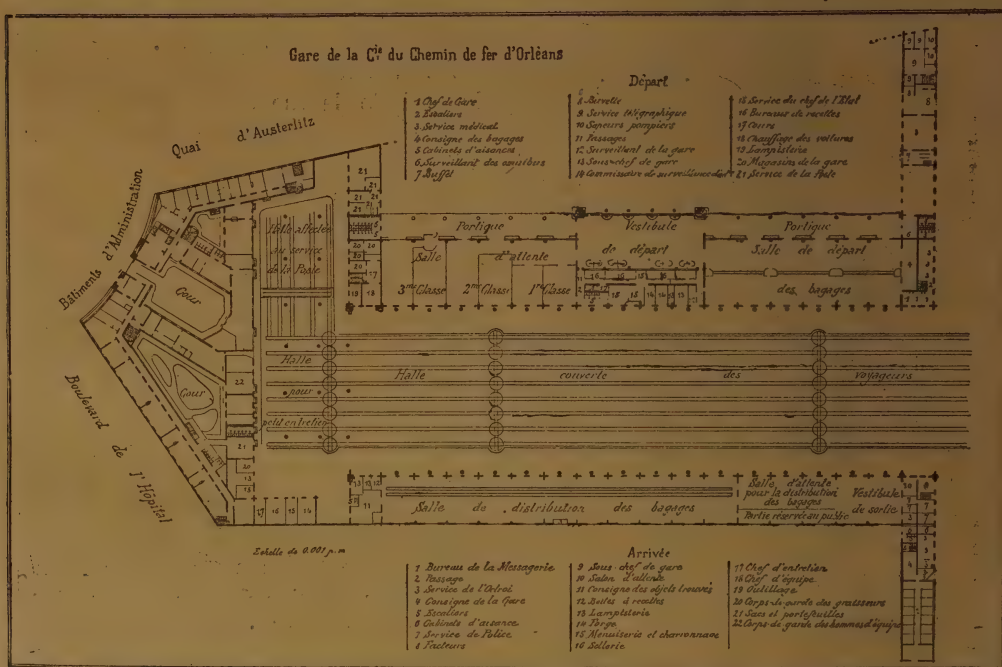 Gare de la Cie du Chemin de fer d'Orléans
Quai d'Austerlitz
Bâtiments d'Administration
Boulevard de l'Hôpital
Départ
1 Chef de Gare
2 Escaliers
3 Service médical
4 Consigne des bagages
5 Cabinets d'aisances
6 Surveillant des omnibus
7 Buffet
8 Buvette
9 Service télégraphique
10 Sapeurs pompiers
11 Passages
12 Surveillant de la gare
13 Sous-chef de gare
14 Commissaire de surveillance
15 Service du chef de l'Etat
16 Bureaux de recettes
17 Cours
18 Chauffage des voitures
19 Lampisterie
20 Magasin de la gare
21 Service de la Poste
Halle affectée
au service
de la Poste
Cour
Cour
Portique
Vestibule
Portique
de départ
Salle
d'attente
Salle de départ
3me Classe
2me Classe
1re Classe
des bagages
Halle
pour
petit entretien
Halle
couverte
des
voyageurs
22
21
Salle de distribution des bagages
Salle d'attente
pour la distribution
des bagages
Partie réservée au public
Vestibule
de sortie
17 16 15 14
Echelle de 0.001 p.m
Arrivée
1 Bureau de la Messagerie
2 Passage
3 Service de l'Octroi
4 Consigne de la Gare
5 Escaliers
6 Cabinets d'aisance
7 Service de Police
8 Facteurs
9 Sous-chef de gare
10 Salon d'attente
11 Consigne des objets trouvés
12 Boites à recettes
13 Lampisterie
14 Forge
15 Menuiserie et charronnage
16 Sellerie
17 Chef d'entretien
18 Chef d'équipe
19 Outillage
20 Corps-de-garde des graisseurs
21 Sacs et portefeuilles
22 Corps de garde des hommes d'équipe